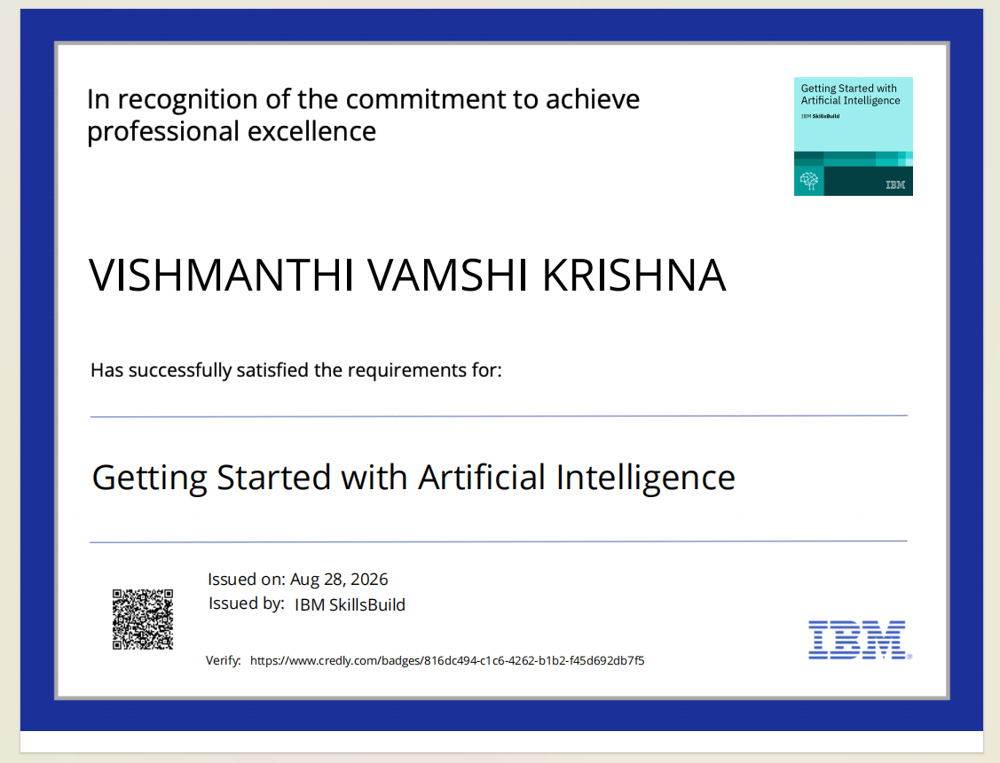 In recognition of the commitment to achieve
professional excellence
Getting Started with
Artificial Intelligence
IBM SkillsBuild
IBM
VISHMANTHI VAMSHI KRISHNA
Has successfully satisfied the requirements for:
Getting Started with Artificial Intelligence
Issued on: Aug 28, 2026
Issued by: IBM SkillsBuild
Verify: https://www.credly.com/badges/816dc494-c1c6-4262-b1b2-f45d692db7f5
IBM®